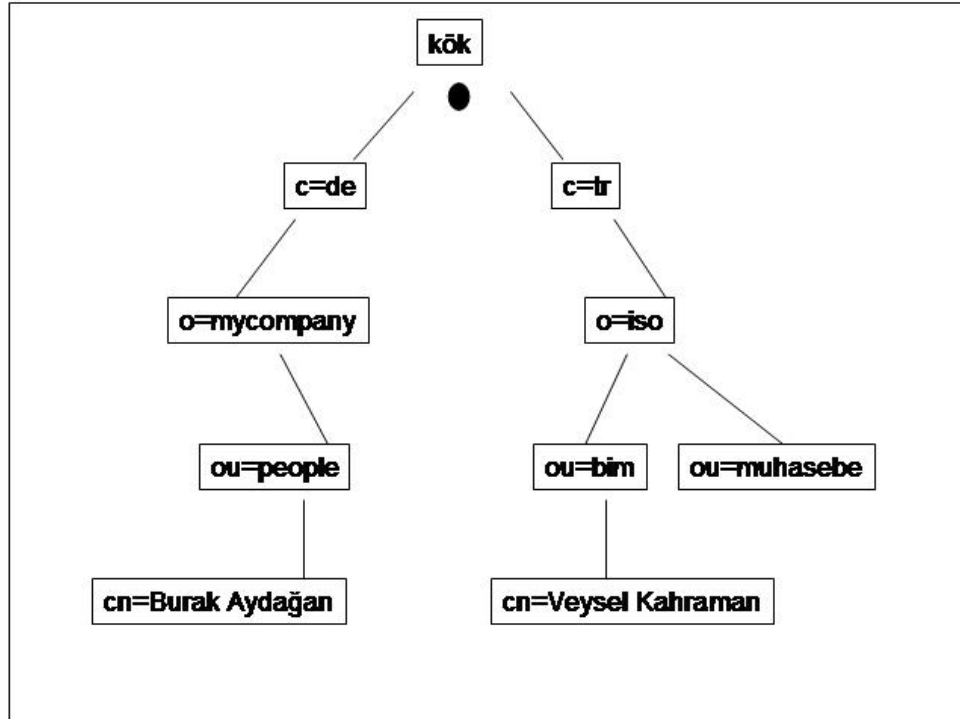 kök
c=de
c=tr
o=mycompany
o=iso
ou=people
ou=bim
ou=muhasebe
cn=Burak Aydağan
cn=Veysel Kahraman